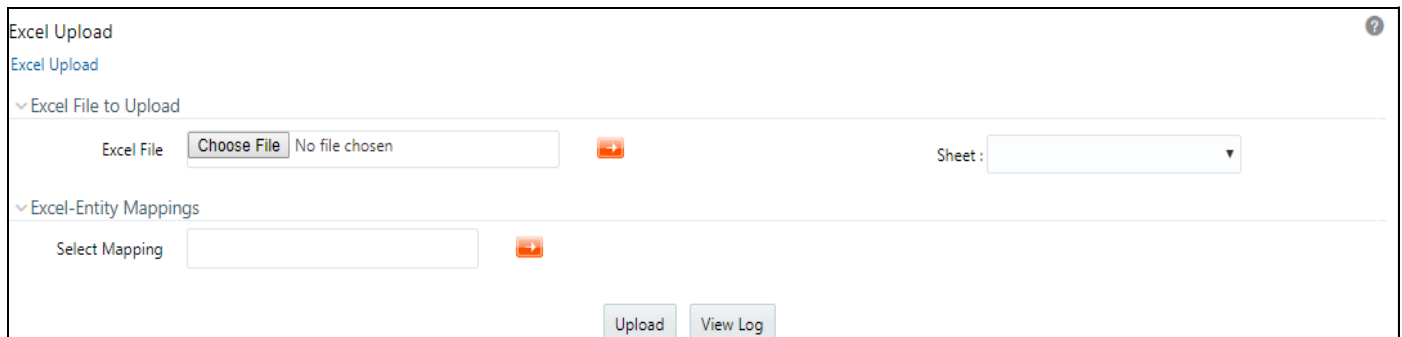 Excel Upload
Excel Upload
Excel File to Upload
Excel File Choose File No file chosen Sheet :
Excel-Entity Mappings
Select Mapping
Upload View Log